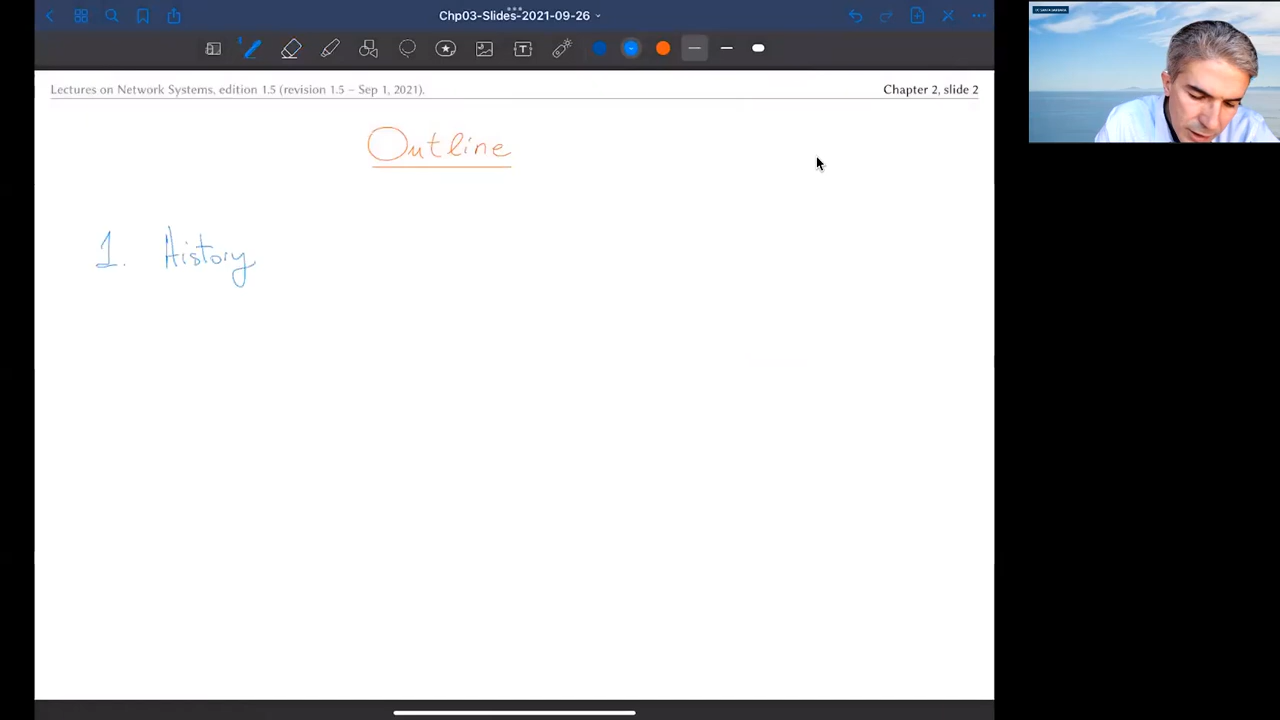 Chp03-Slides-2021-09-26
Lectures on Network Systems, edition 1.5 (revision 1.5 – Sep 1, 2021).
Chapter 2, slide 2
Outline
1. History